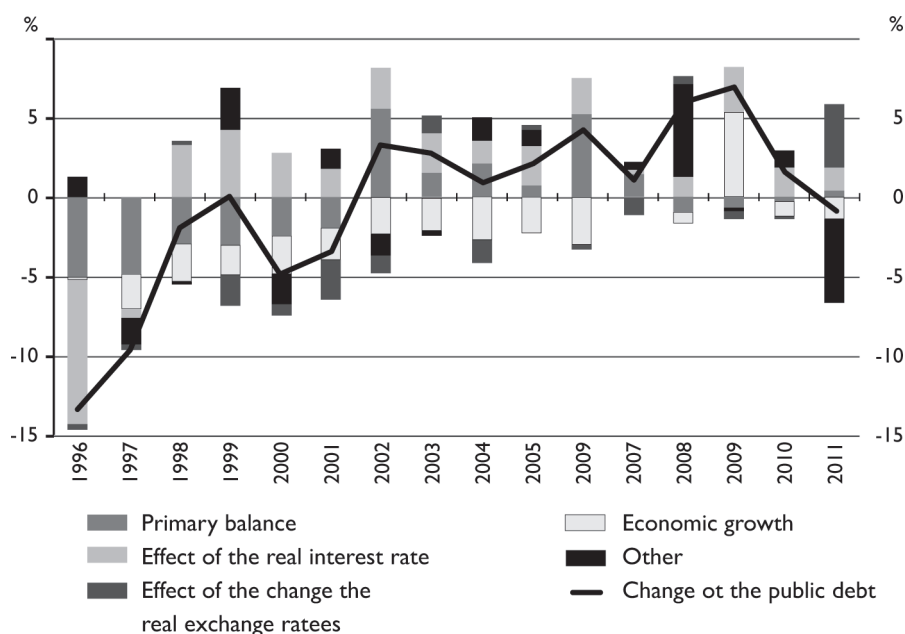 % %
5 5
0 0
-5 -5
-10 -10
-15 -15
1996 1997 1998 1999 2000 2001 2002 2003 2004 2005 2009 2007 2008 2009 2010 2011
Primary balance
Effect of the real interest rate
Effect of the change the
real exchange ratees
Economic growth
Other
Change ot the public debt